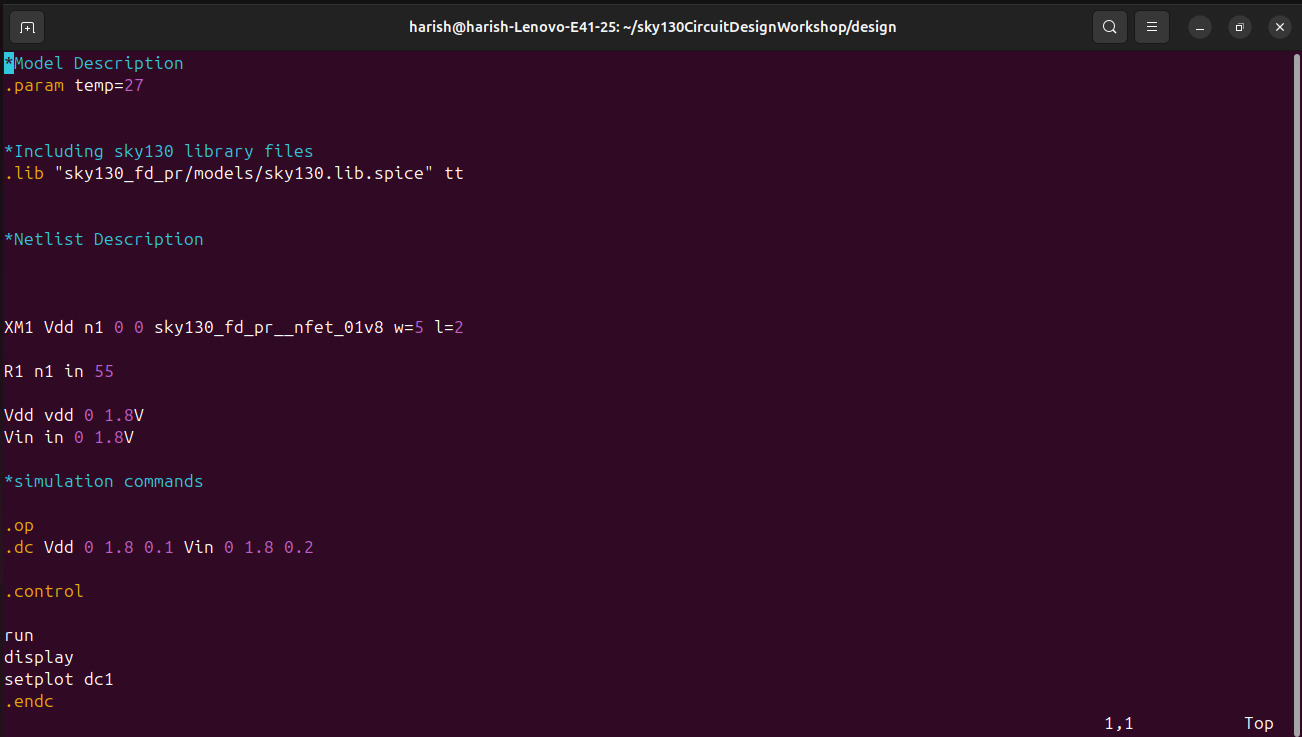 harish@harish-Lenovo-E41-25: ~/sky130CircuitDesignWorkshop/design
*Model Description
.param temp=27
*Including sky130 library files
.lib "sky130_fd_pr/models/sky130.lib.spice" tt
*Netlist Description
XM1 Vdd n1 0 0 sky130_fd_pr__nfet_01v8 w=5 l=2
R1 n1 in 55
Vdd vdd 0 1.8V
Vin in 0 1.8V
*simulation commands
.op
.dc Vdd 0 1.8 0.1 Vin 0 1.8 0.2
.control
run
display
setplot dc1
.endc
1,1 Top